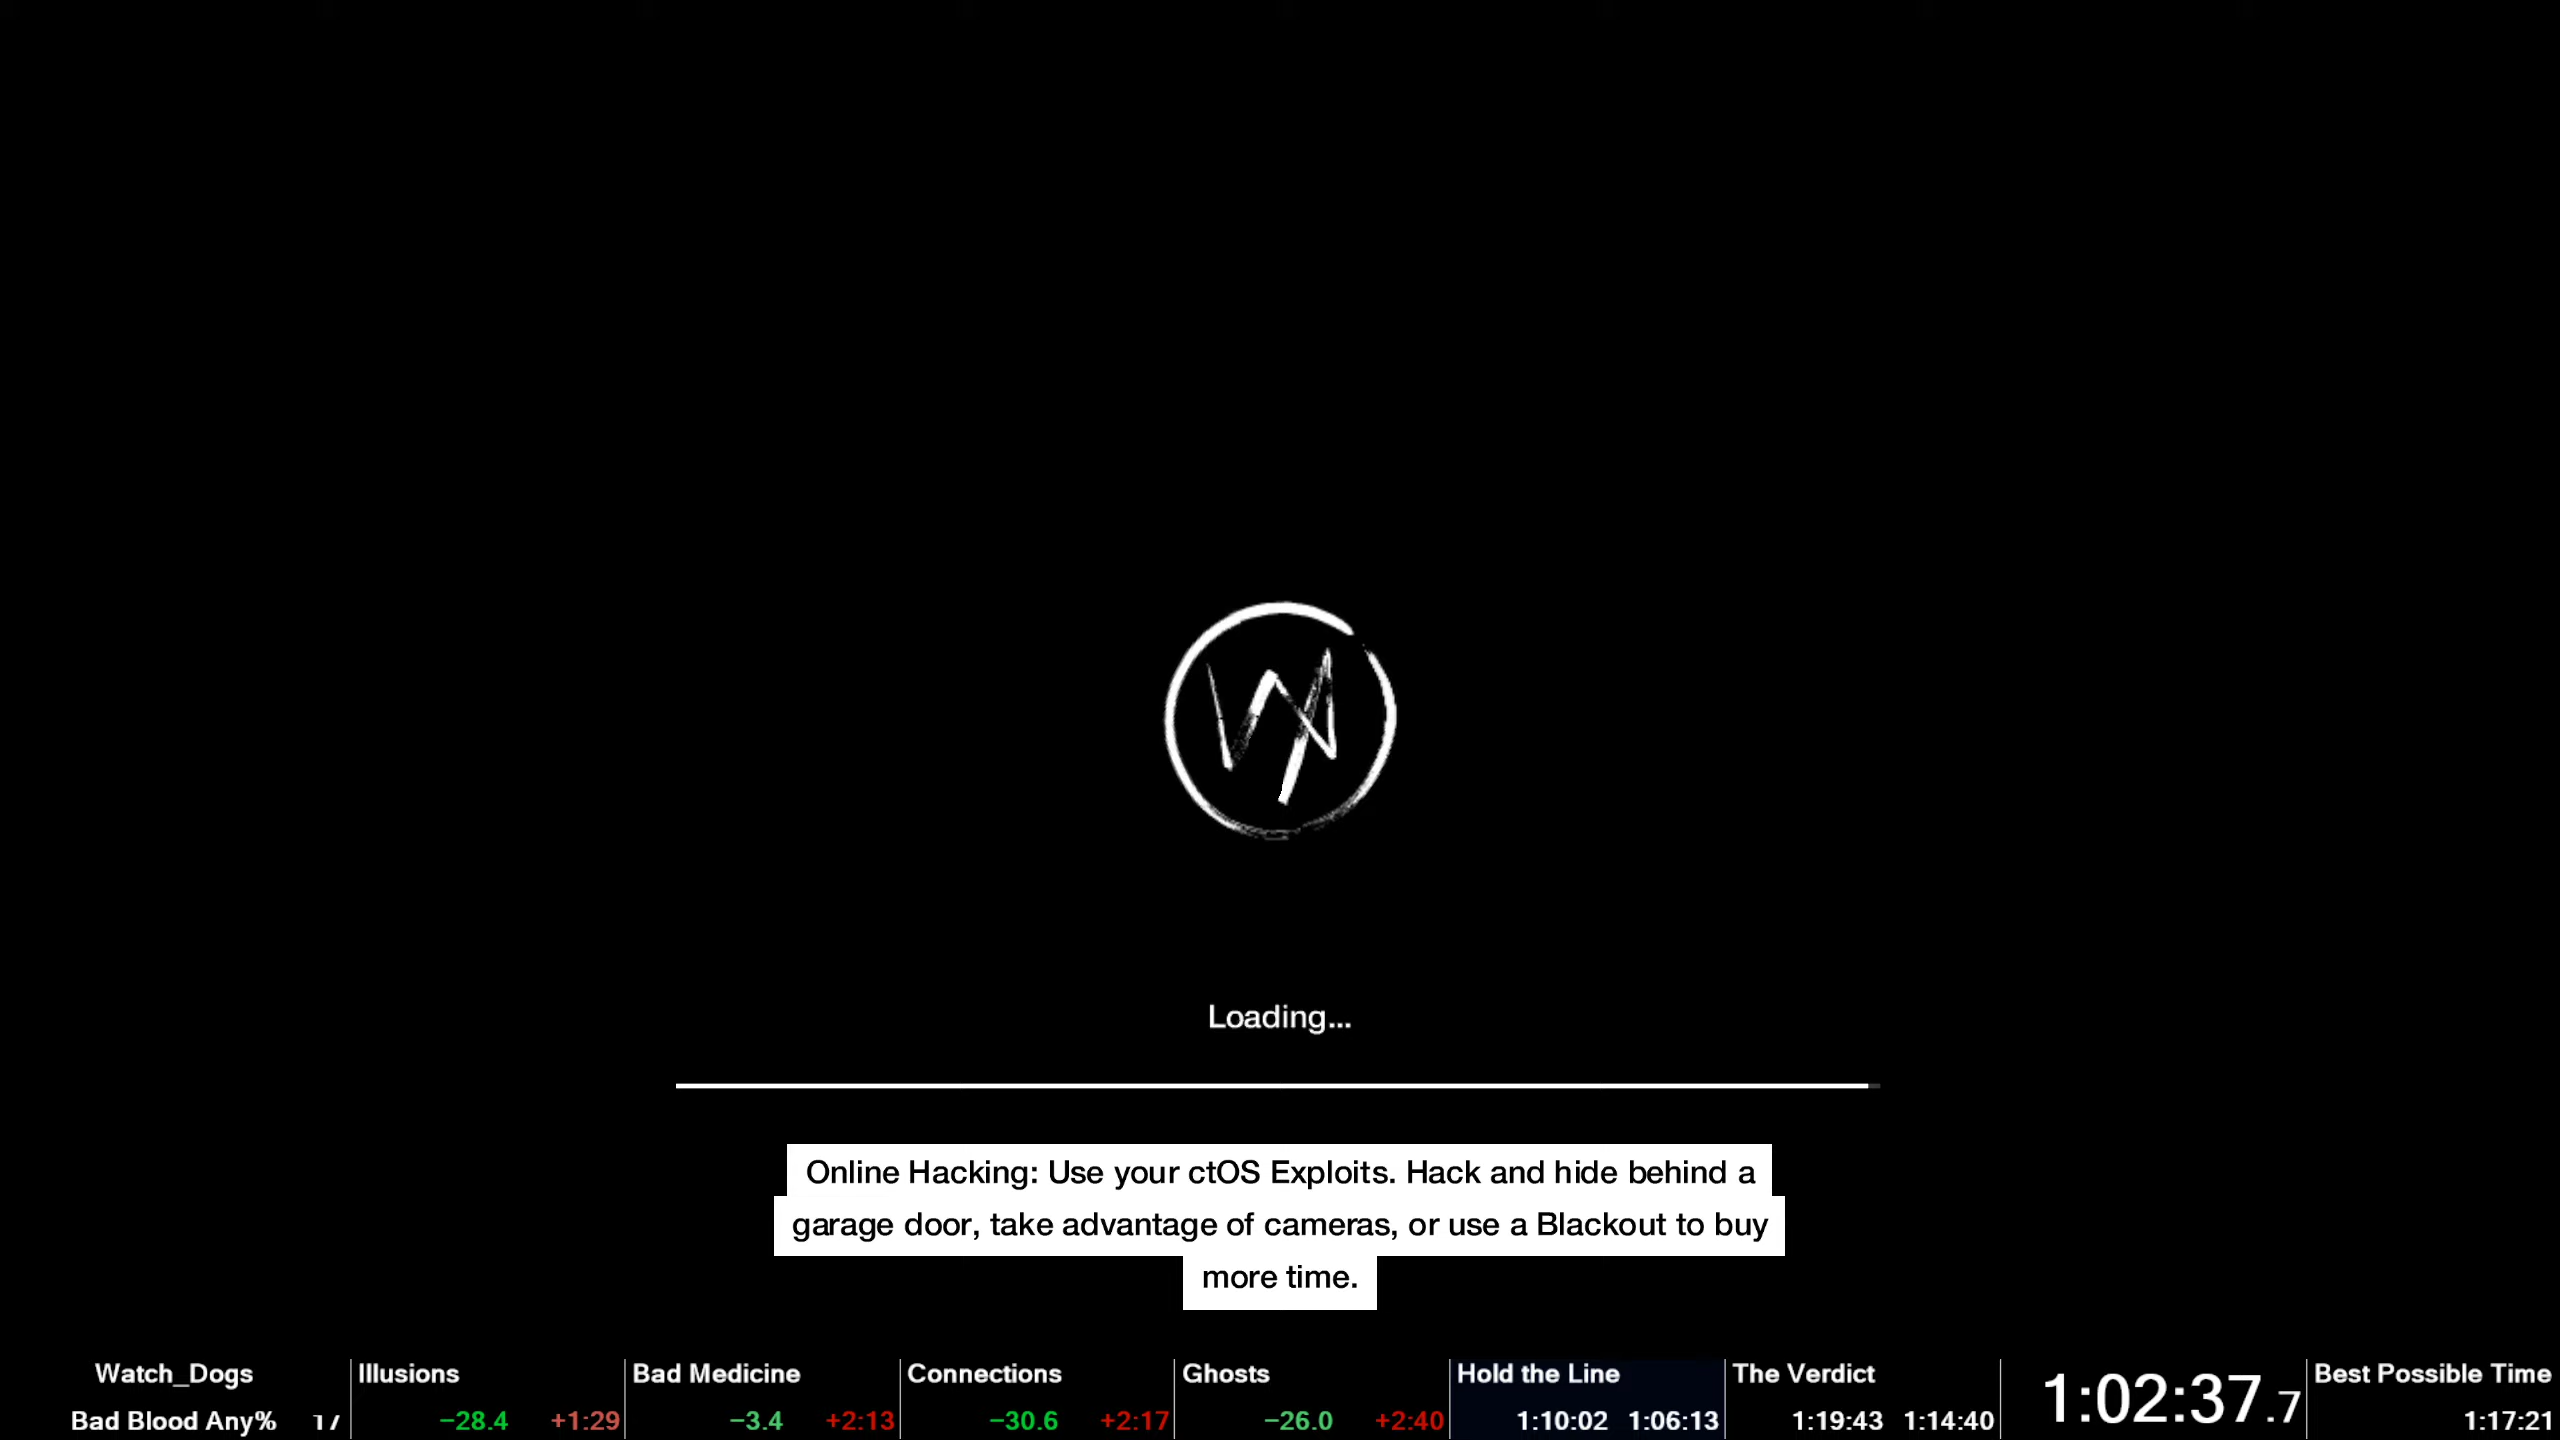 Loading...
Online Hacking: Use your ctOS Exploits. Hack and hide behind a
garage door, take advantage of cameras, or use a Blackout to buy
more time.
Watch_Dogs
Bad Blood Any% 17
Illusions
−28.4 +1:29
Bad Medicine
−3.4 +2:13
Connections
−30.6 +2:17
Ghosts
−26.0 +2:40
Hold the Line
1:10:02 1:06:13
The Verdict
1:19:43 1:14:40
1:02:37.7
Best Possible Time
1:17:21